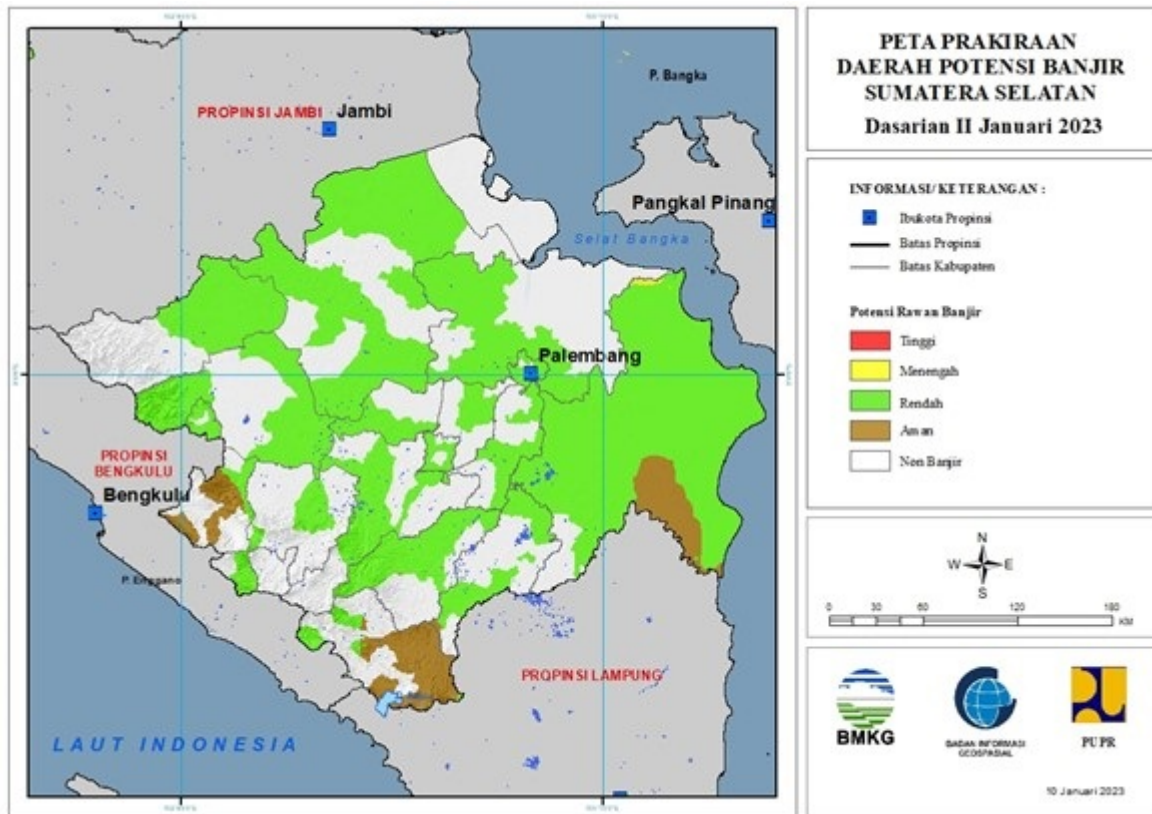 P. Bangka
PROPINSI JAMBI
Jambi
Pangkal Pinang
Selat Bangka
Palembang
PROPINSI
BENGKULU
Bengkulu
P. Enggano
PROPINSI LAMPUNG
LAUT INDONESIA
PETA PRAKIRAAN
DAERAH POTENSI BANJIR
SUMATERA SELATAN
Dasarian II Januari 2023
INFORMASI/KETERANGAN :
Ibukota Propinsi
Batas Propinsi
Batas Kabupaten
Potensi Rawan Banjir
Tinggi
Menengah
Rendah
Aman
Non Banjir
N
W E
S
0 30 60 120 180
KM
BMKG
BADAN INFORMASI
GEOSPASIAL
PUPR
10 Januari 2023